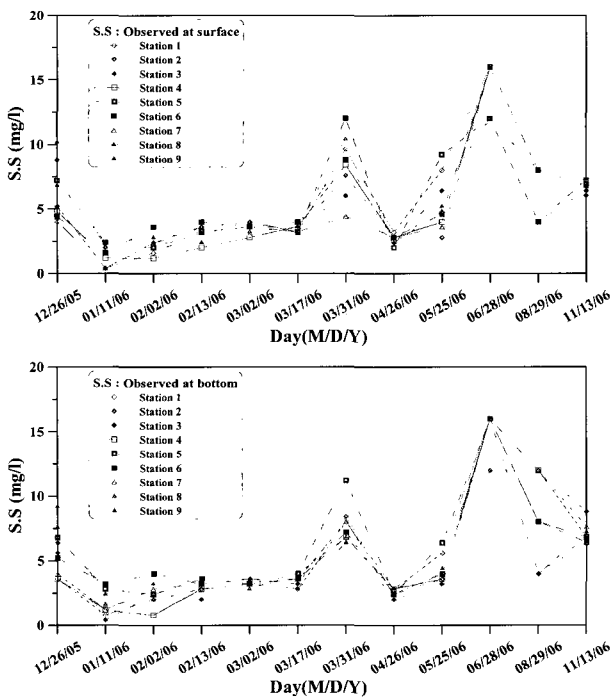 20
S.S : Observed at surface
Station 1
Station 2
Station 3
Station 4
Station 5
Station 6
Station 7
Station 8
Station 9
15
10
5
0
S.S (mg/l)
12/26/05
01/11/06
02/02/06
02/13/06
03/02/06
03/17/06
03/31/06
04/26/06
05/25/06
06/28/06
08/29/06
11/13/06
Day(M/D/Y)
20
S.S : Observed at bottom
Station 1
Station 2
Station 3
Station 4
Station 5
Station 6
Station 7
Station 8
Station 9
15
10
5
0
S.S (mg/l)
12/26/05
01/11/06
02/02/06
02/13/06
03/02/06
03/17/06
03/31/06
04/26/06
05/25/06
06/28/06
08/29/06
11/13/06
Day(M/D/Y)